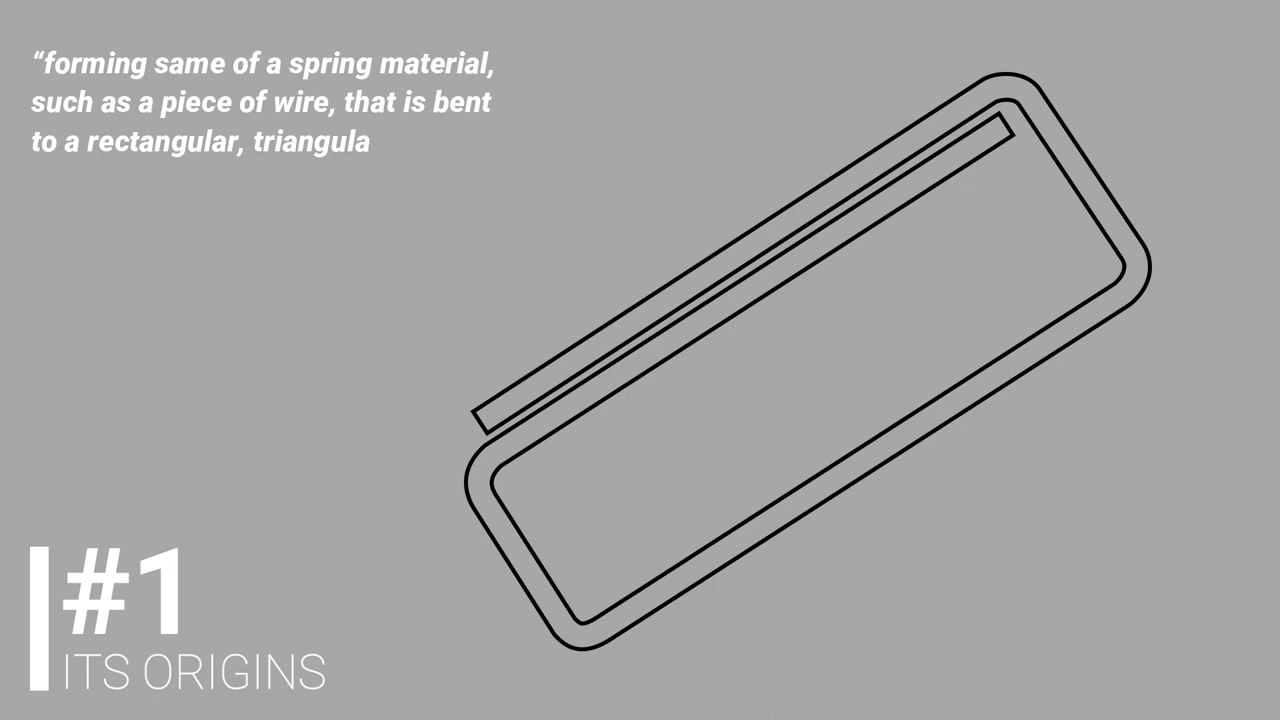 “forming same of a spring material,
such as a piece of wire, that is bent
to a rectangular, triangula
#1
ITS ORIGINS